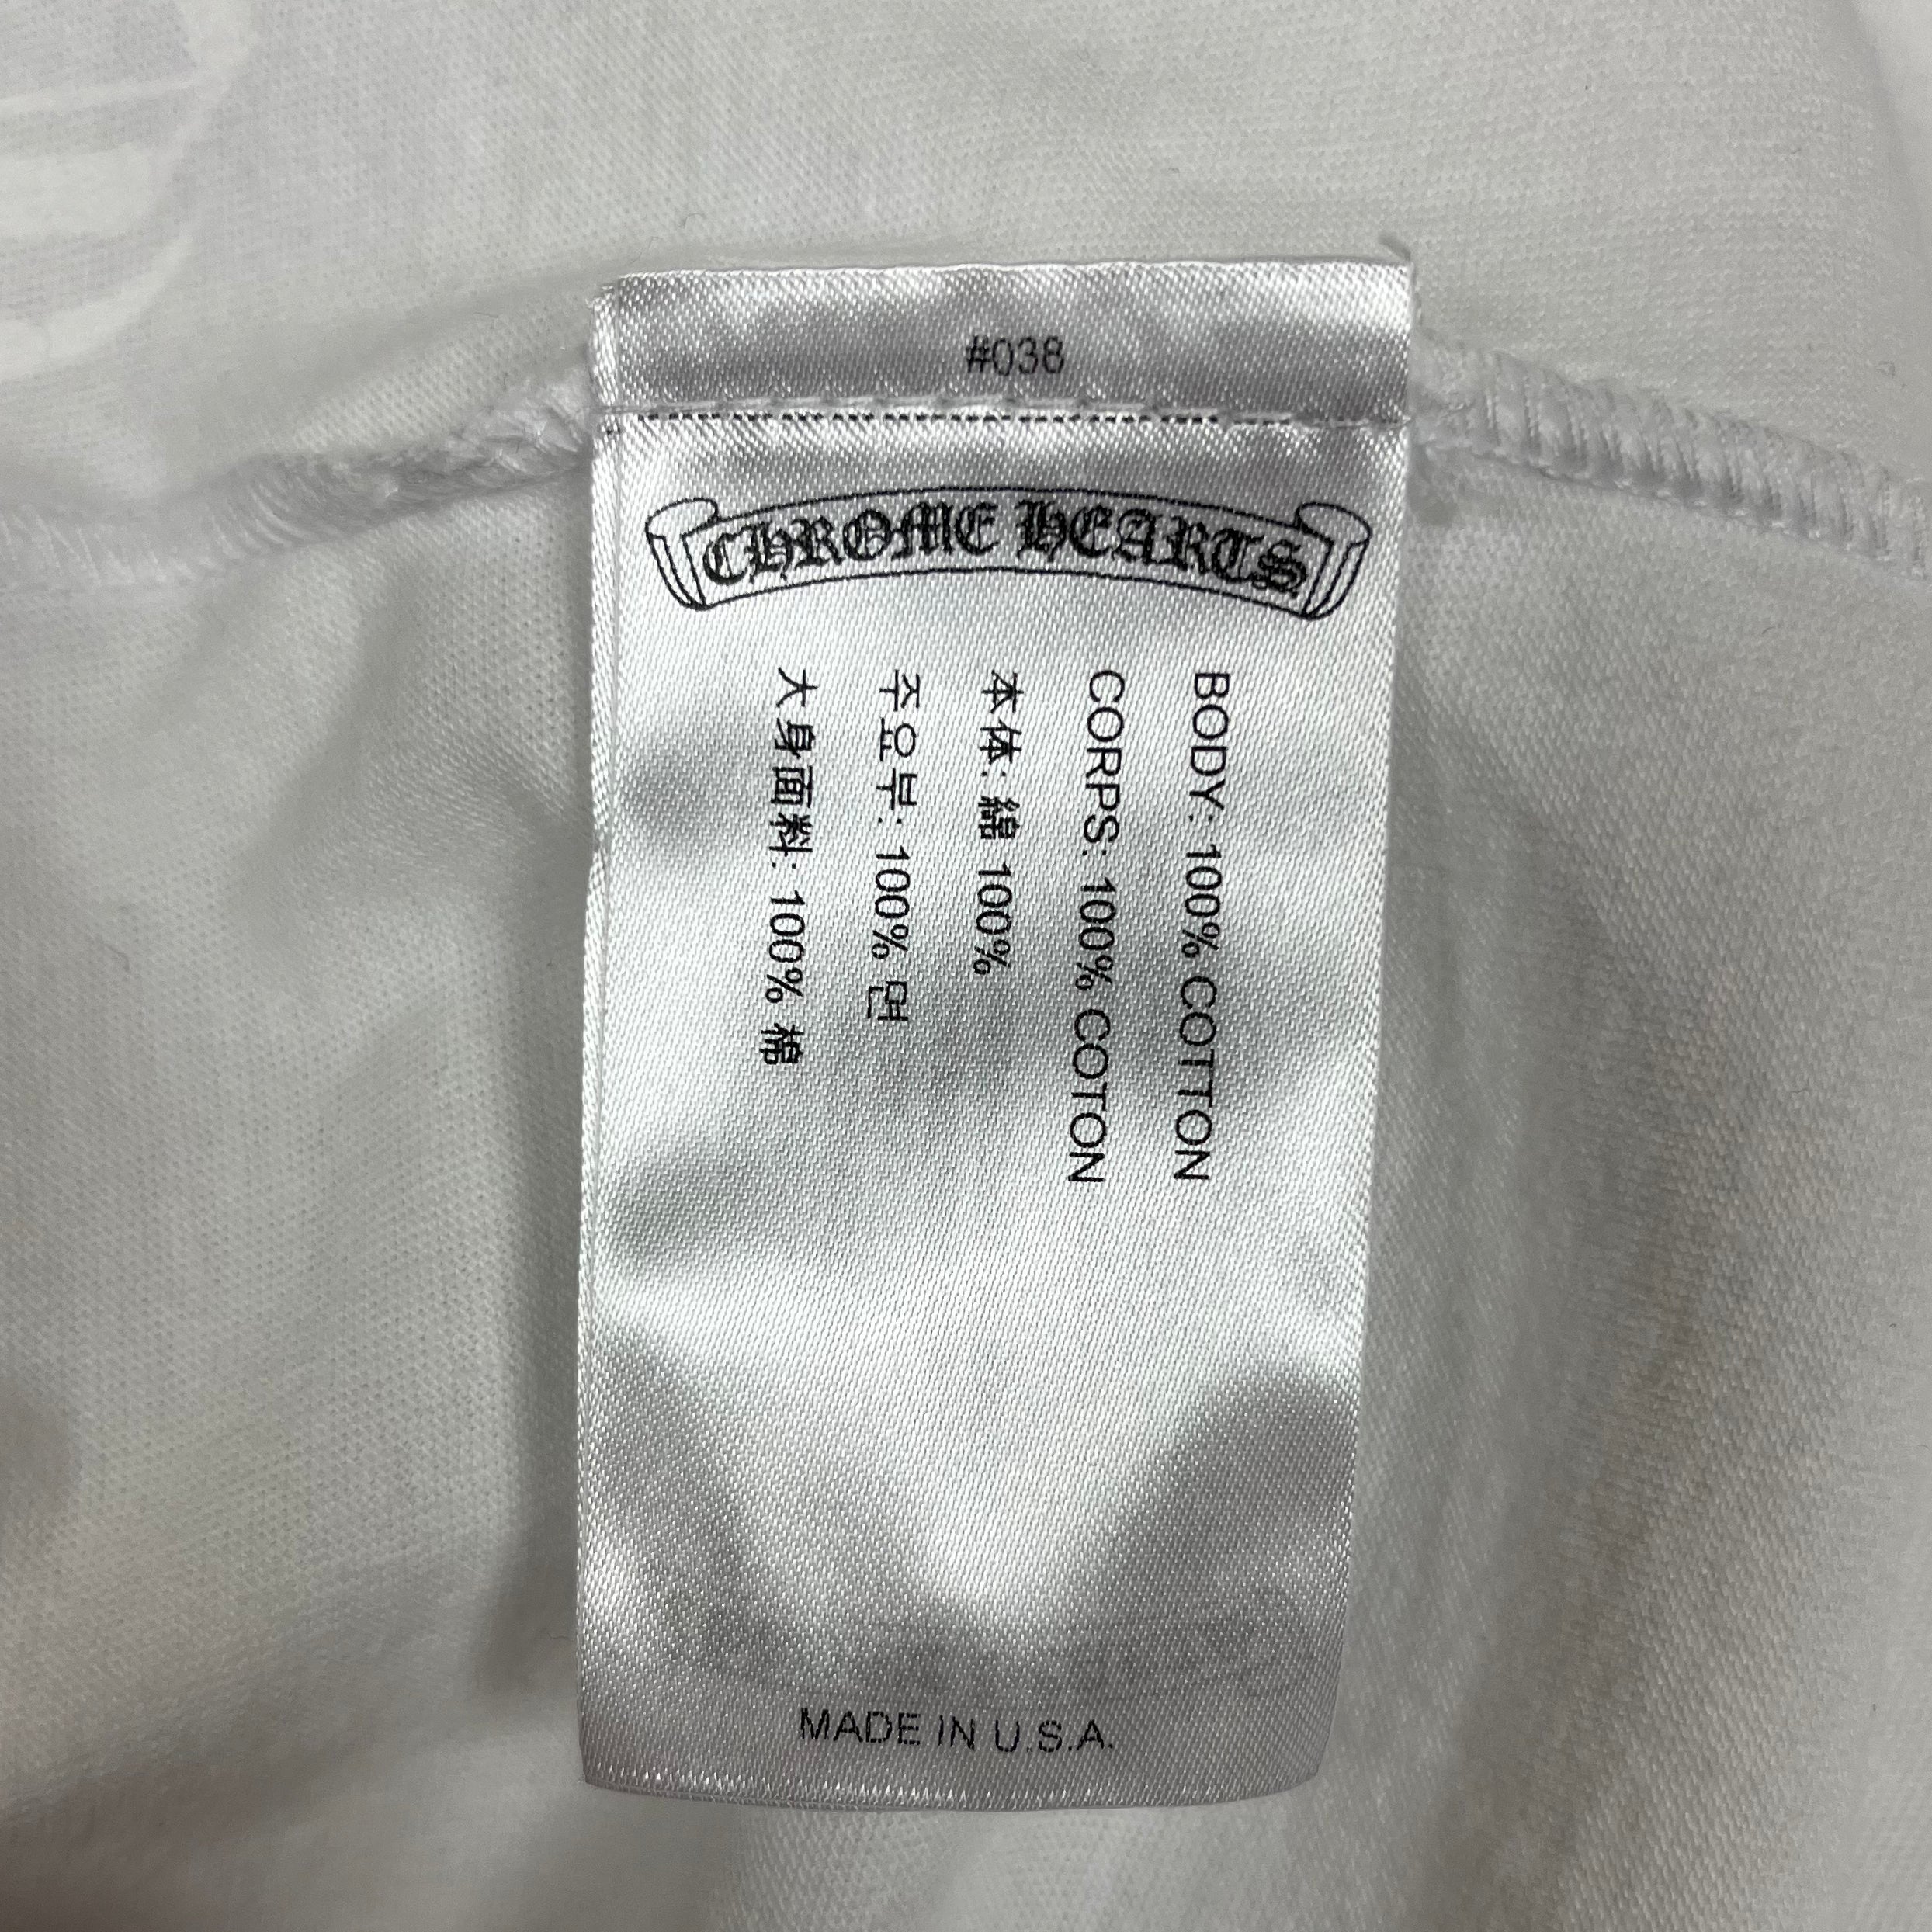 #038
CHROME HEARTS
BODY: 100% COTTON
CORPS: 100% COTON
本体: 綿 100%
주요부: 100% 면
大身面料: 100% 棉
MADE IN U.S.A.